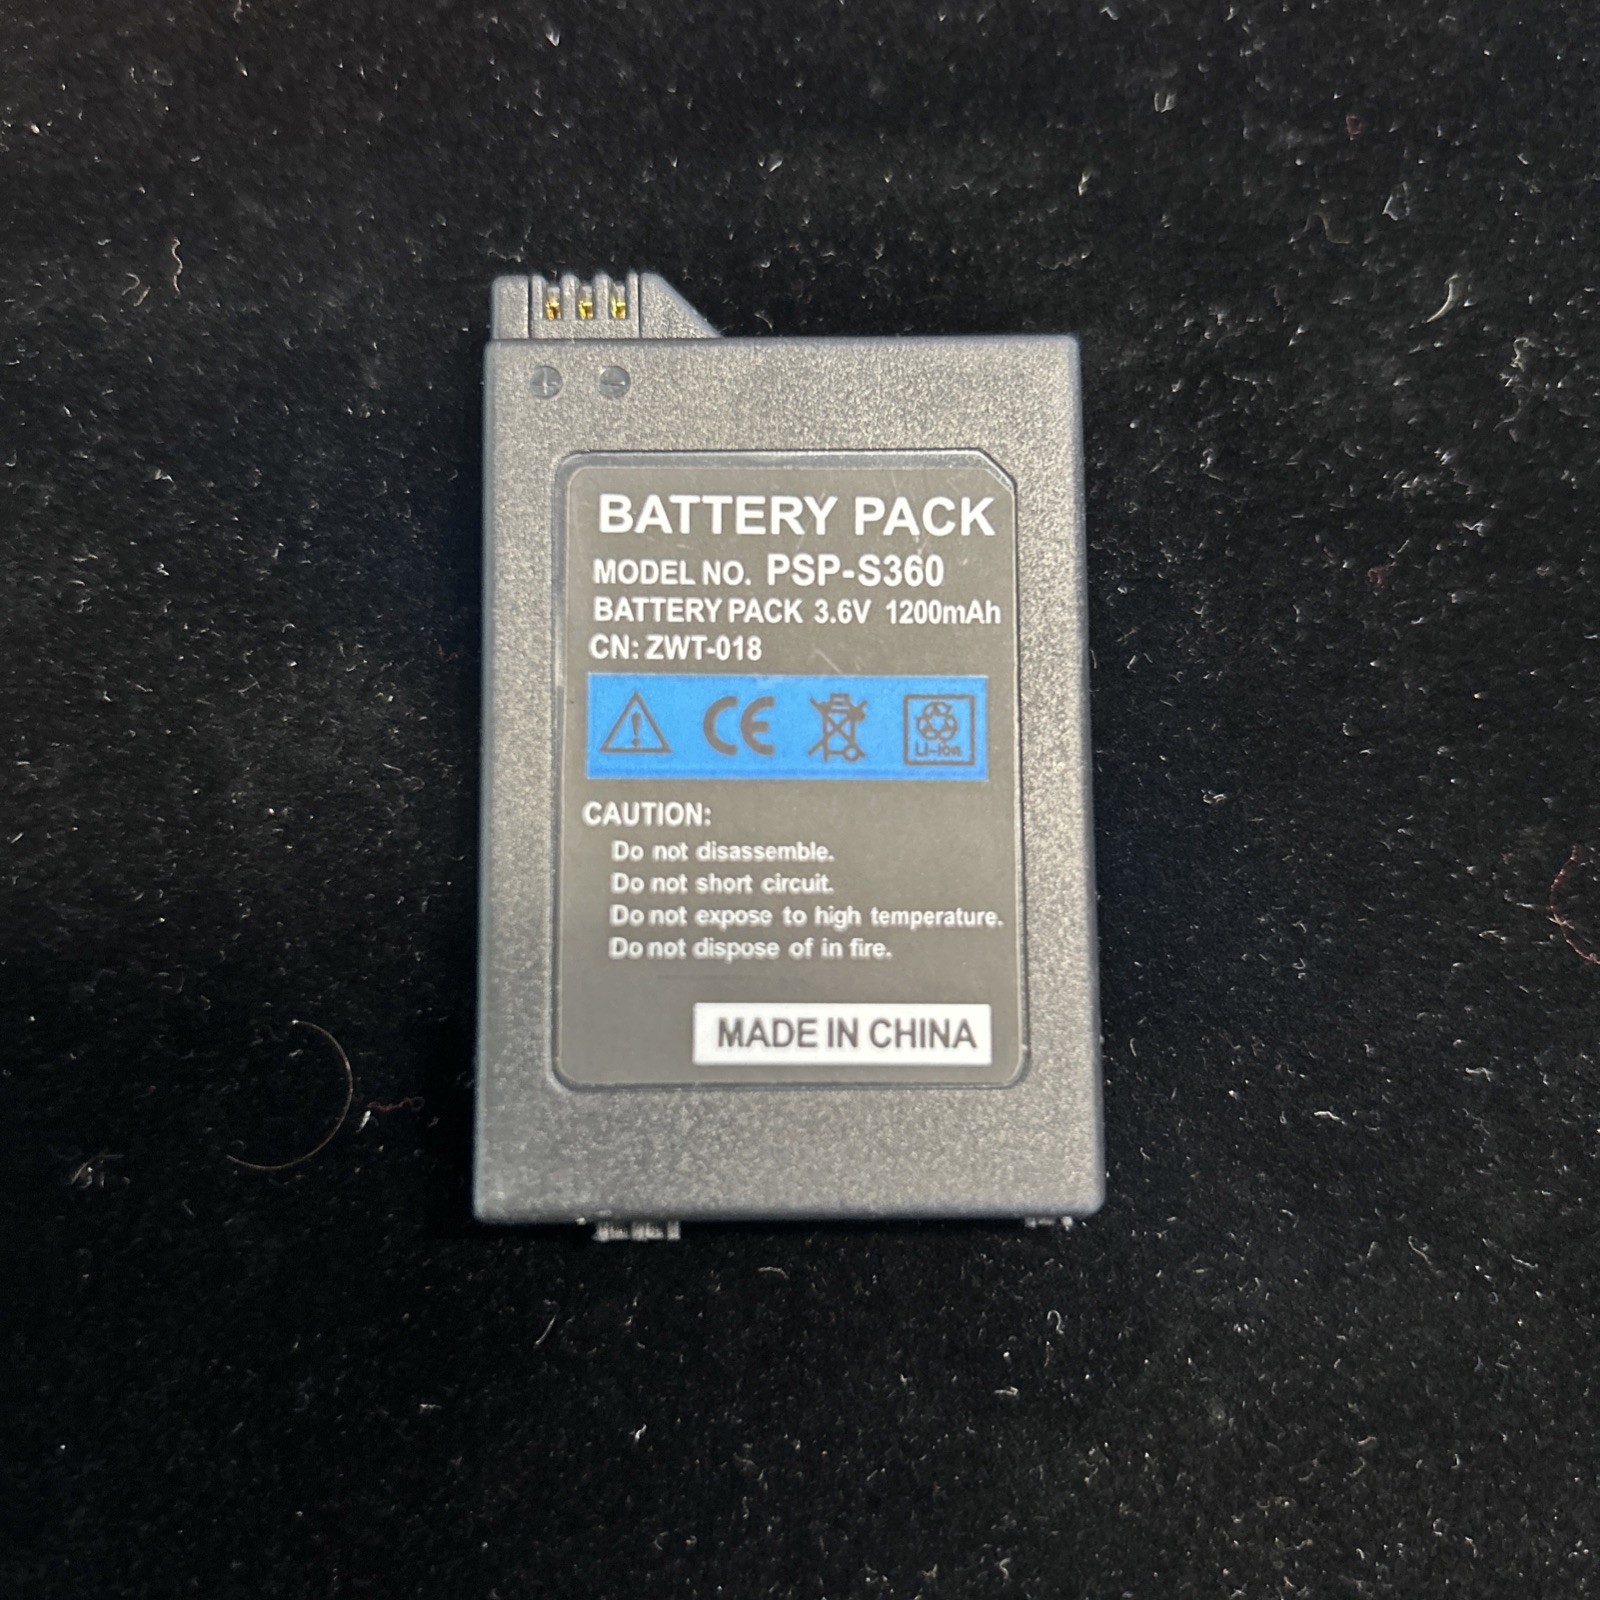 BATTERY PACK
MODEL NO. PSP-S360
BATTERY PACK 3.6V 1200mAh
CN: ZWT-018
CE
Li-ion
CAUTION:
Do not disassemble.
Do not short circuit.
Do not expose to high temperature.
Do not dispose of in fire.
MADE IN CHINA